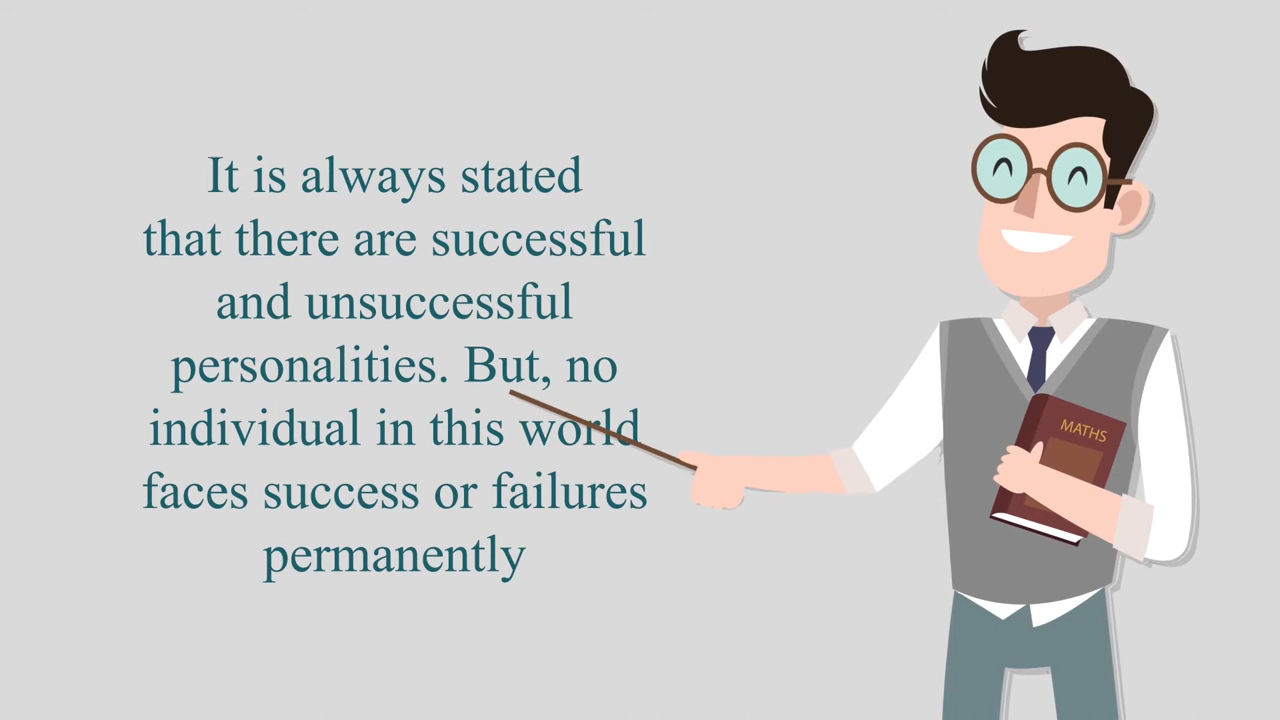 It is always stated
that there are successful
and unsuccessful
personalities. But, no
individual in this world
faces success or failures
permanently
MATHS